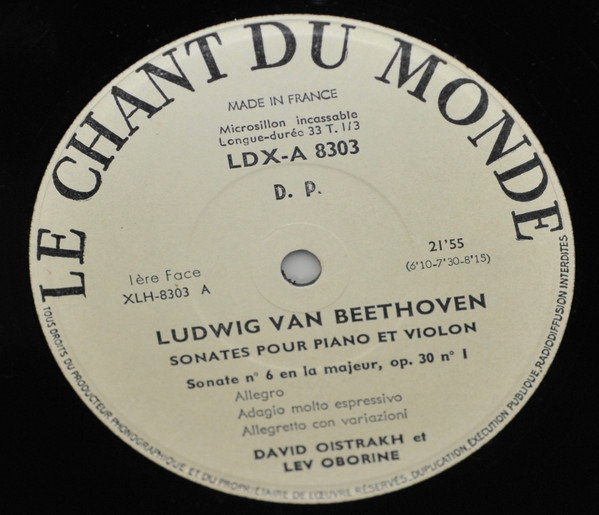 LE CHANT DU MONDE
MADE IN FRANCE
Microsillon incassable
Longue-durée 33 T. 1/3
LDX-A 8303
D. P.
21'55
(6'10-7'30-8'15)
1ère Face
XLH-8303 A
LUDWIG VAN BEETHOVEN
SONATES POUR PIANO ET VIOLON
Sonate n° 6 en la majeur, op. 30 n° 1
Allegro
Adagio molto espressivo
Allegretto con variazioni
DAVID OISTRAKH et
LEV OBORINE
TOUS DROITS DU PRODUCTEUR PHONOGRAPHIQUE ET DU PROPRIÉTAIRE DE L'ŒUVRE RÉSERVÉS. DUPLICATION, EXÉCUTION PUBLIQUE, RADIODIFFUSION INTERDITES